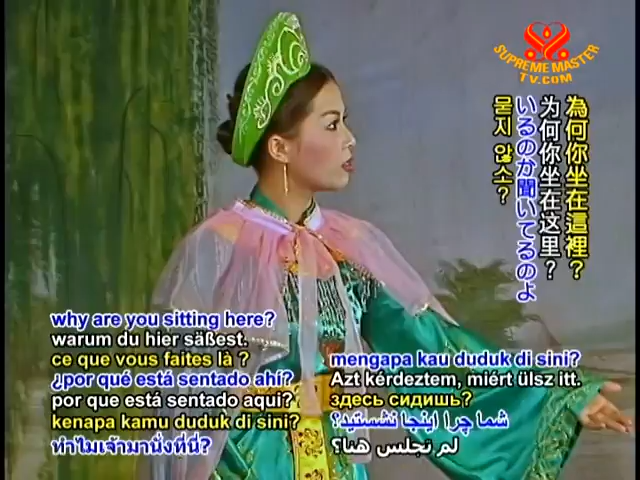 SUPREME MASTER
TV.COM
為何你坐在這裡？
为何你坐在这里？
いるのか聞いてるのよ
묻지 않소?
why are you sitting here?
warum du hier säßest.
ce que vous faites là ?
¿por qué está sentado ahí?
por que está sentado aqui?
kenapa kamu duduk di sini?
ทำไมเจ้ามานั่งที่นี่?
mengapa kau duduk di sini?
Azt kérdeztem, miért ülsz itt.
здесь сидишь?
شما چرا اینجا نشستید؟
لم تجلس هنا؟